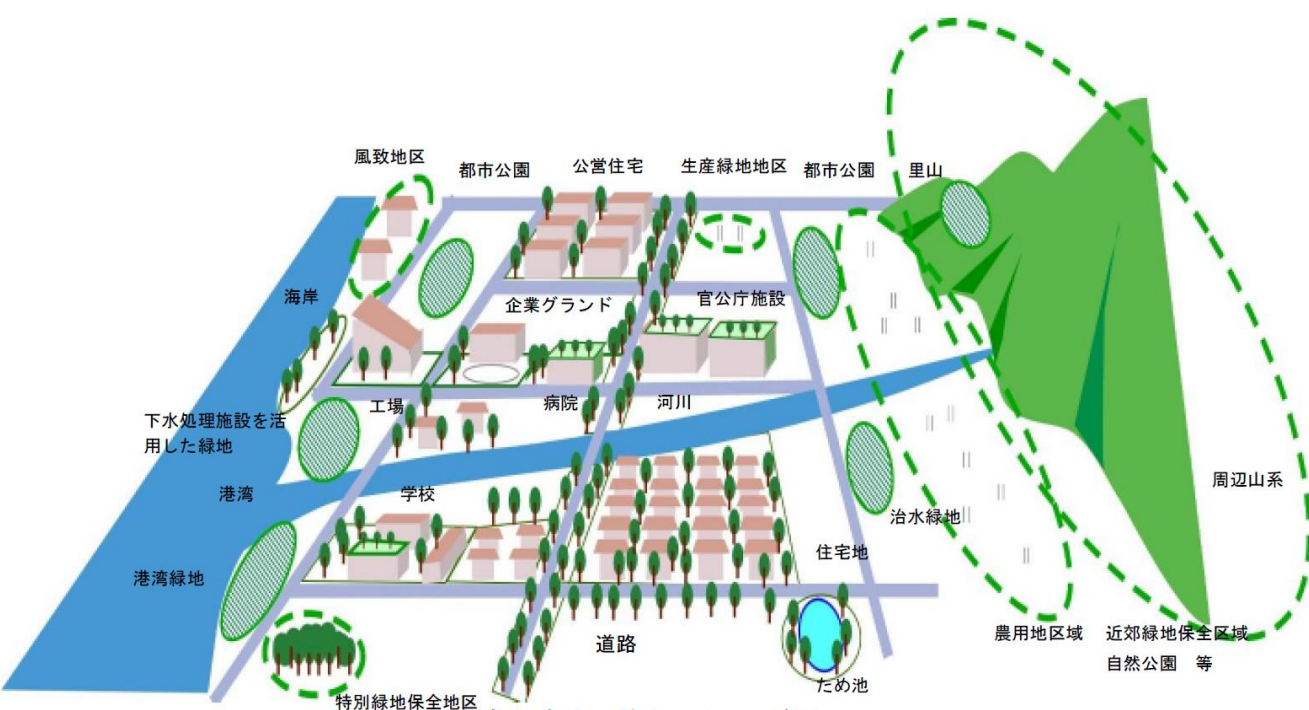 風致地区
都市公園
公営住宅
生産緑地地区
都市公園
里山
海岸
企業グランド
官公庁施設
工場
病院
河川
下水処理施設を活
用した緑地
港湾
学校
周辺山系
治水緑地
港湾緑地
住宅地
道路
農用地区域
近郊緑地保全区域
自然公園 等
ため池
特別緑地保全地区